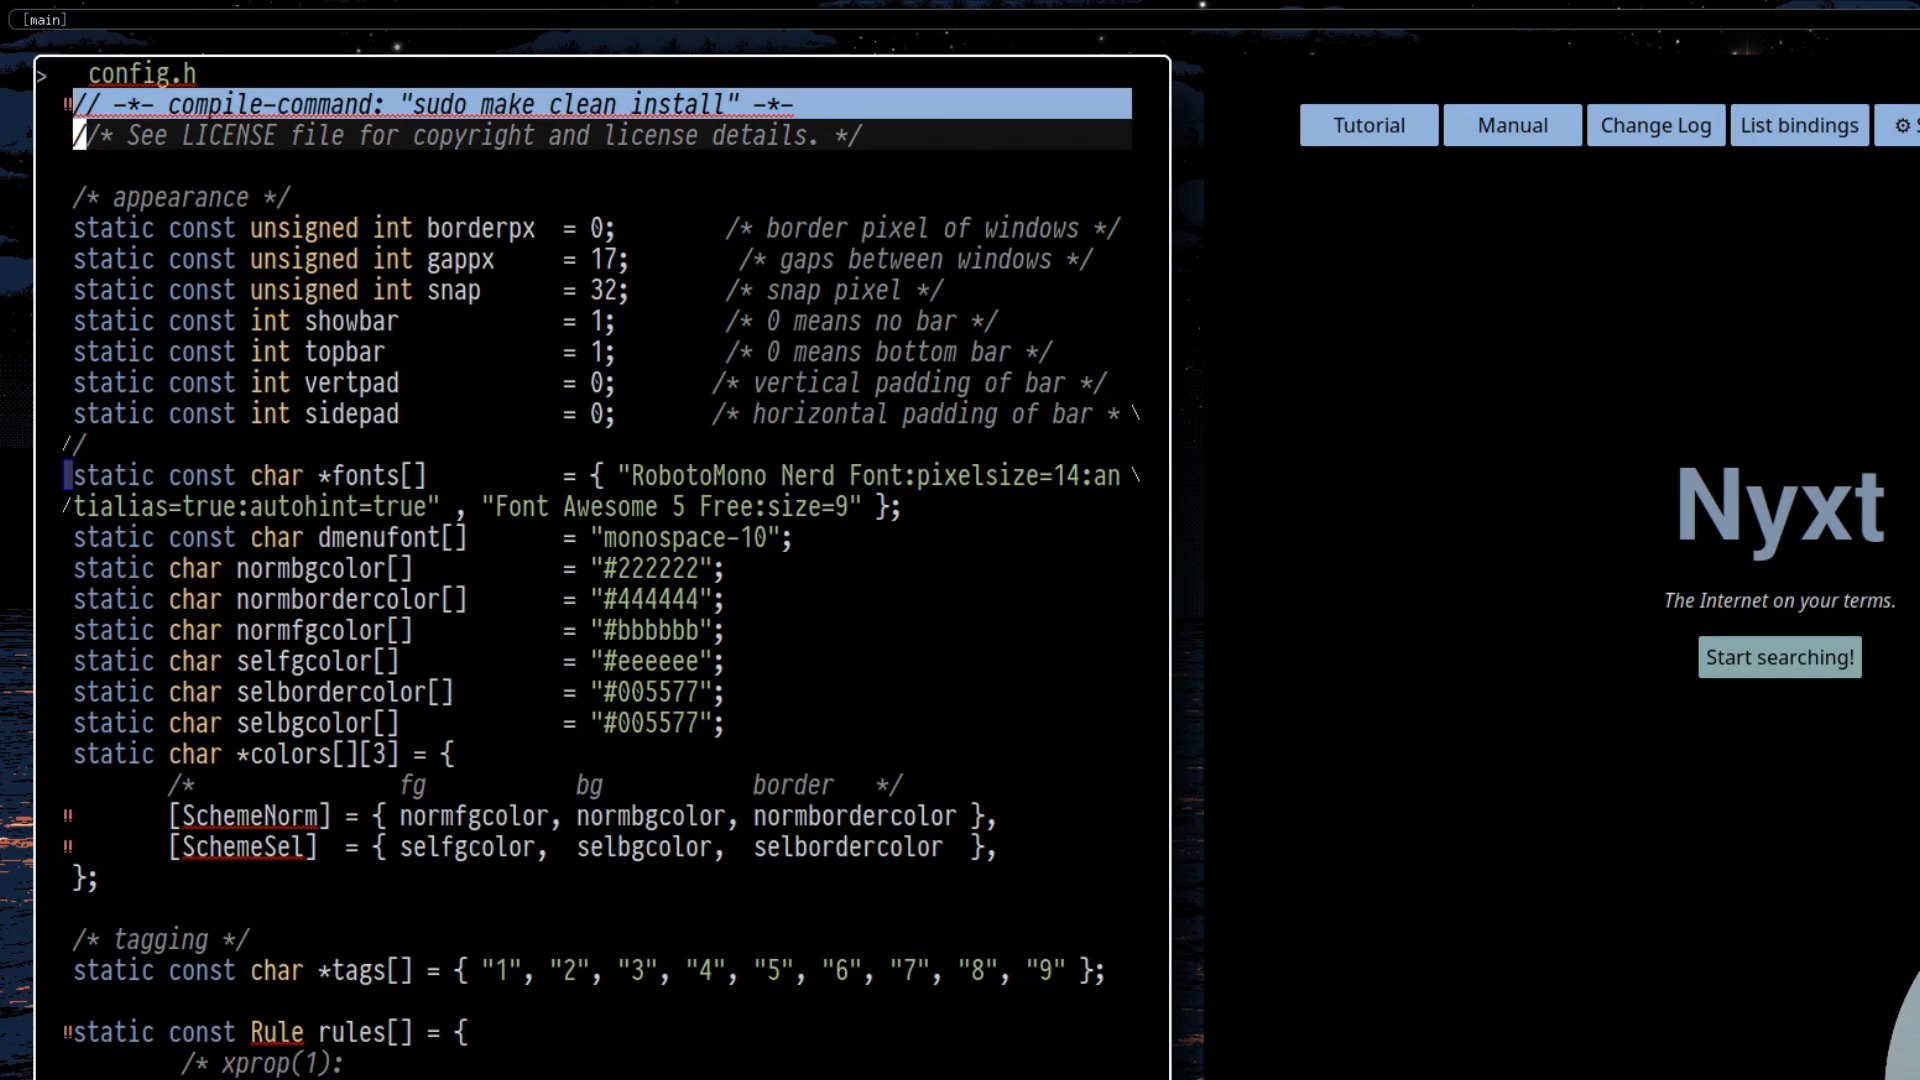 [main]
> config.h
!!// -*- compile-command: "sudo make clean install" -*-
//* See LICENSE file for copyright and license details. */
/* appearance */
static const unsigned int borderpx  = 0;        /* border pixel of windows */
static const unsigned int gappx     = 17;        /* gaps between windows */
static const unsigned int snap      = 32;       /* snap pixel */
static const int showbar            = 1;        /* 0 means no bar */
static const int topbar             = 1;        /* 0 means bottom bar */
static const int vertpad            = 0;       /* vertical padding of bar */
static const int sidepad            = 0;       /* horizontal padding of bar * \
//
static const char *fonts[]          = { "RobotoMono Nerd Font:pixelsize=14:an \
/tialias=true:autohint=true" , "Font Awesome 5 Free:size=9" };
static const char dmenufont[]       = "monospace-10";
static char normbgcolor[]           = "#222222";
static char normbordercolor[]       = "#444444";
static char normfgcolor[]           = "#bbbbbb";
static char selfgcolor[]            = "#eeeeee";
static char selbordercolor[]        = "#005577";
static char selbgcolor[]            = "#005577";
static char *colors[][3] = {
/*               fg           bg           border   */
!! [SchemeNorm] = { normfgcolor, normbgcolor, normbordercolor },
!! [SchemeSel]  = { selfgcolor,  selbgcolor,  selbordercolor  },
};
/* tagging */
static const char *tags[] = { "1", "2", "3", "4", "5", "6", "7", "8", "9" };
!!static const Rule rules[] = {
/* xprop(1):
Tutorial
Manual
Change Log
List bindings
⚙
Nyxt
The Internet on your terms.
Start searching!